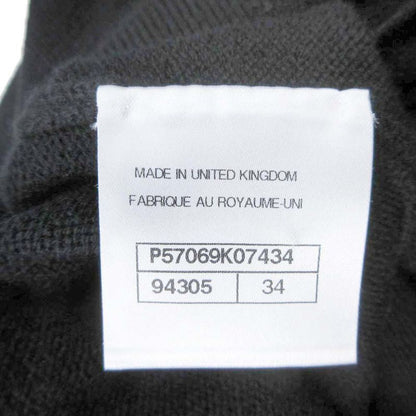 MADE IN UNITED KINGDOM
FABRIQUE AU ROYAUME-UNI
P57069K07434
94305 34